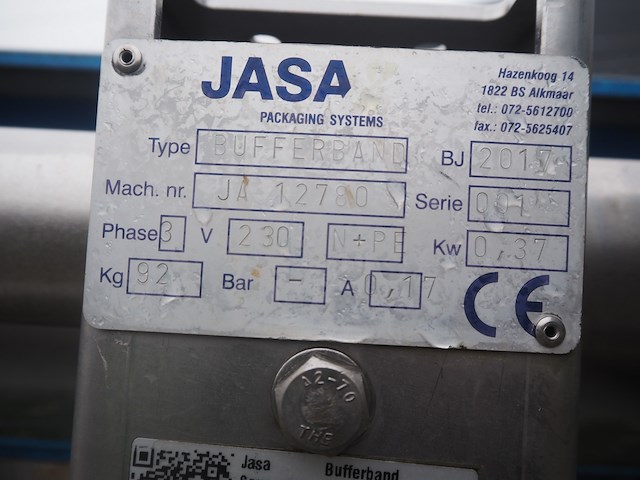 JASA
PACKAGING SYSTEMS
Hazenkoog 14
1822 BS Alkmaar
tel.: 072-5612700
fax.: 072-5625407
Type BUFFERBAND BJ 2017
Mach. nr. JA 12780 Serie 001
Phase 3 V 230 N+PE Kw 0,37
Kg 92 Bar - A 0,17
CE
A2-70
THE
Jasa Bufferband